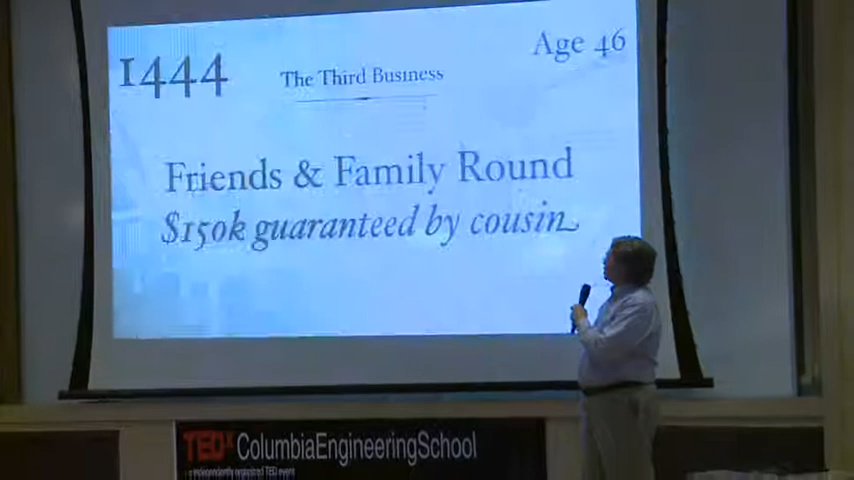 1444
The Third Business
Age 46
Friends & Family Round
$150k guaranteed by cousin
TEDx ColumbiaEngineeringSchool
x = independently organized TED event